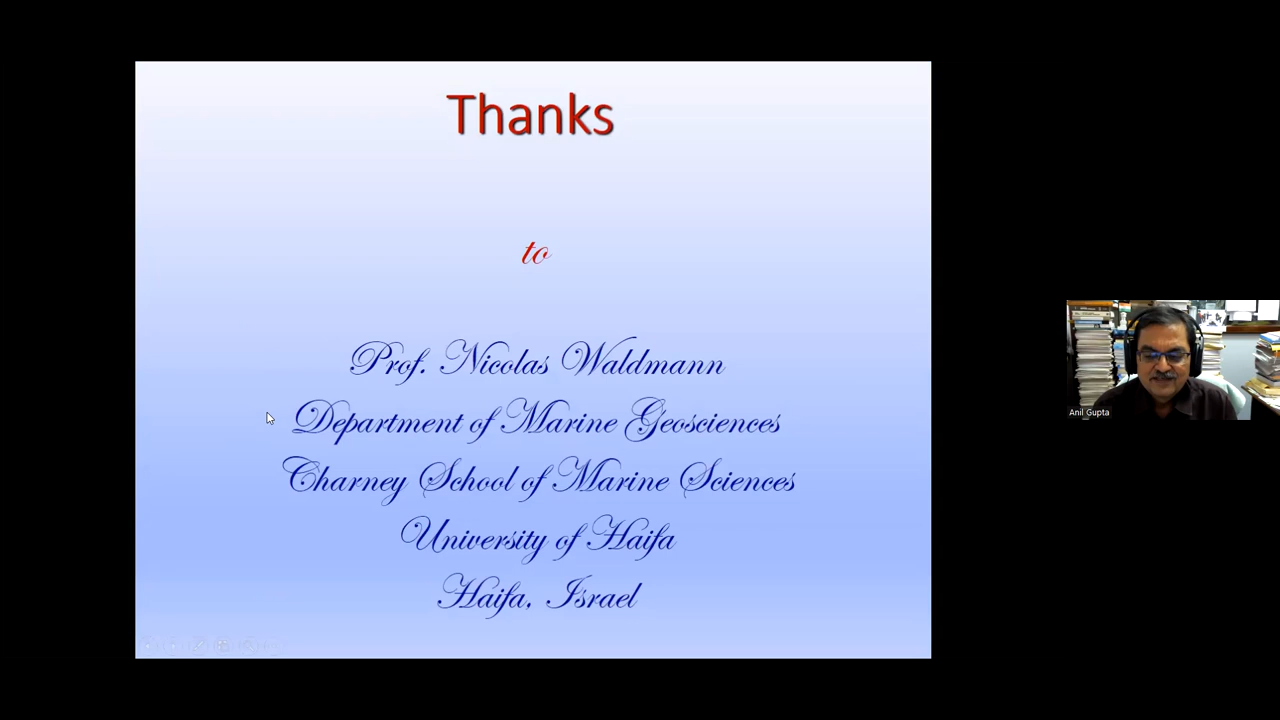 Thanks
to
Prof. Nicolas Waldmann
Department of Marine Geosciences
Charney School of Marine Sciences
University of Haifa
Haifa, Israel
Anil Gupta